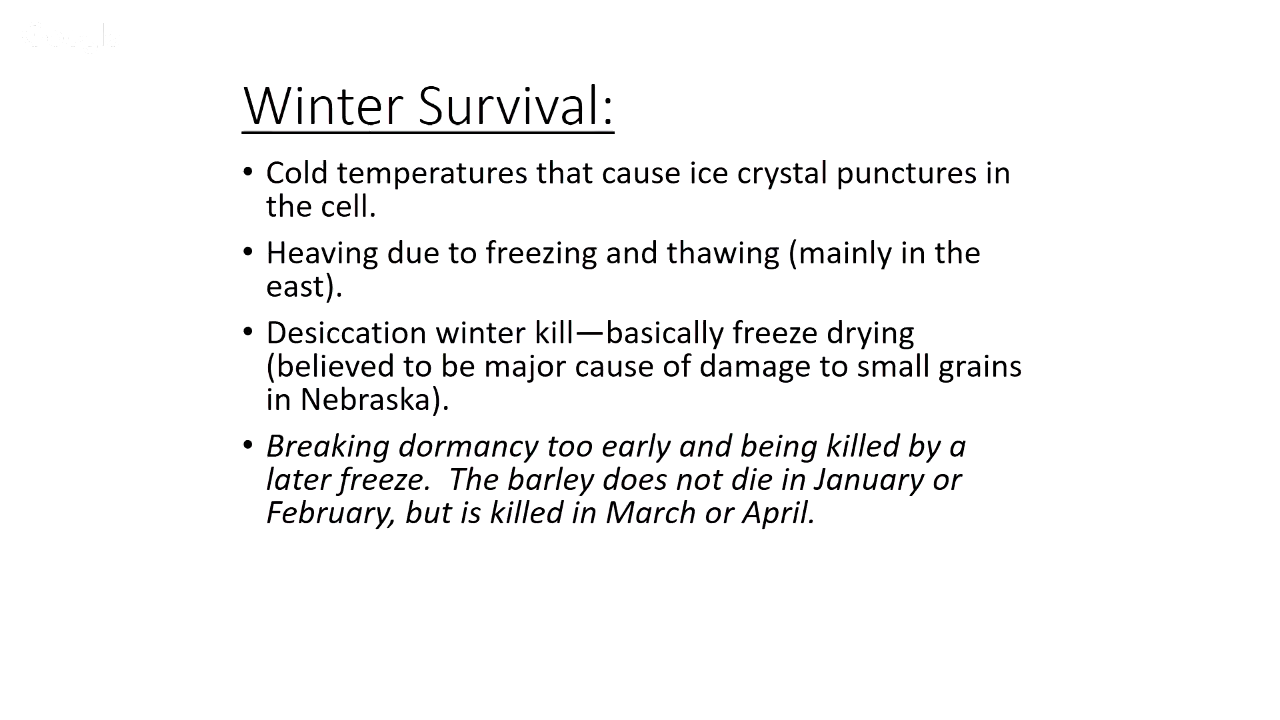 Winter Survival:
• Cold temperatures that cause ice crystal punctures in
the cell.
• Heaving due to freezing and thawing (mainly in the
east).
• Desiccation winter kill—basically freeze drying
(believed to be major cause of damage to small grains
in Nebraska).
• Breaking dormancy too early and being killed by a
later freeze.  The barley does not die in January or
February, but is killed in March or April.